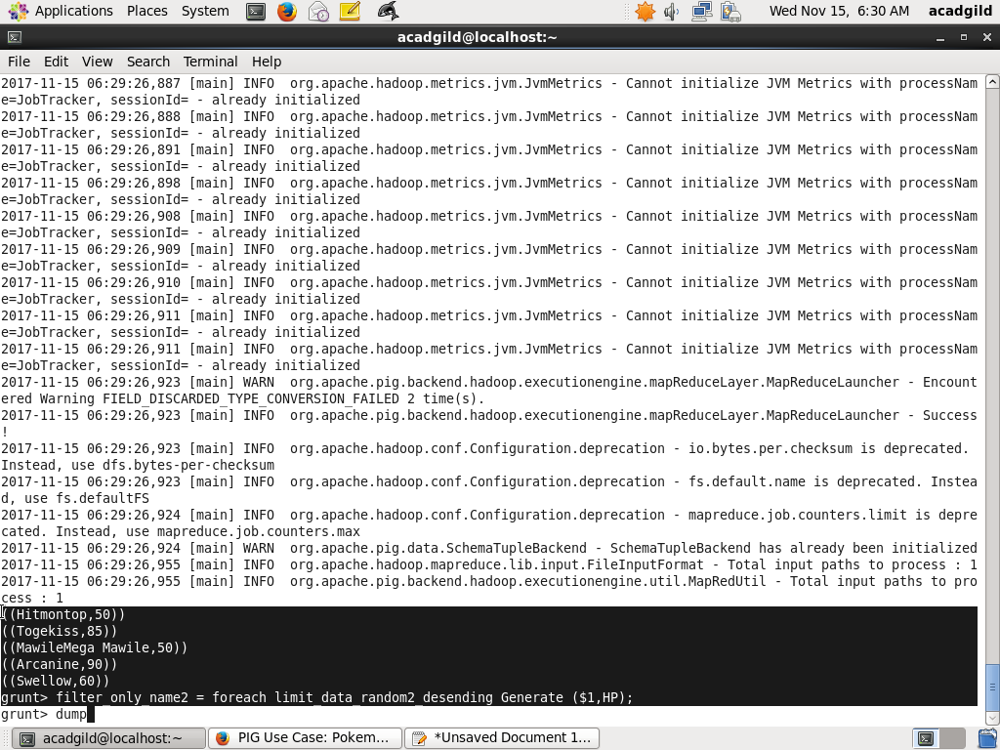 Applications Places System Wed Nov 15, 6:30 AM acadgild
acadgild@localhost:~
File Edit View Search Terminal Help
2017-11-15 06:29:26,887 [main] INFO  org.apache.hadoop.metrics.jvm.JvmMetrics - Cannot initialize JVM Metrics with processNam
e=JobTracker, sessionId= - already initialized
2017-11-15 06:29:26,888 [main] INFO  org.apache.hadoop.metrics.jvm.JvmMetrics - Cannot initialize JVM Metrics with processNam
e=JobTracker, sessionId= - already initialized
2017-11-15 06:29:26,891 [main] INFO  org.apache.hadoop.metrics.jvm.JvmMetrics - Cannot initialize JVM Metrics with processNam
e=JobTracker, sessionId= - already initialized
2017-11-15 06:29:26,898 [main] INFO  org.apache.hadoop.metrics.jvm.JvmMetrics - Cannot initialize JVM Metrics with processNam
e=JobTracker, sessionId= - already initialized
2017-11-15 06:29:26,908 [main] INFO  org.apache.hadoop.metrics.jvm.JvmMetrics - Cannot initialize JVM Metrics with processNam
e=JobTracker, sessionId= - already initialized
2017-11-15 06:29:26,909 [main] INFO  org.apache.hadoop.metrics.jvm.JvmMetrics - Cannot initialize JVM Metrics with processNam
e=JobTracker, sessionId= - already initialized
2017-11-15 06:29:26,910 [main] INFO  org.apache.hadoop.metrics.jvm.JvmMetrics - Cannot initialize JVM Metrics with processNam
e=JobTracker, sessionId= - already initialized
2017-11-15 06:29:26,911 [main] INFO  org.apache.hadoop.metrics.jvm.JvmMetrics - Cannot initialize JVM Metrics with processNam
e=JobTracker, sessionId= - already initialized
2017-11-15 06:29:26,911 [main] INFO  org.apache.hadoop.metrics.jvm.JvmMetrics - Cannot initialize JVM Metrics with processNam
e=JobTracker, sessionId= - already initialized
2017-11-15 06:29:26,923 [main] WARN  org.apache.pig.backend.hadoop.executionengine.mapReduceLayer.MapReduceLauncher - Encount
ered Warning FIELD_DISCARDED_TYPE_CONVERSION_FAILED 2 time(s).
2017-11-15 06:29:26,923 [main] INFO  org.apache.pig.backend.hadoop.executionengine.mapReduceLayer.MapReduceLauncher - Success
!
2017-11-15 06:29:26,923 [main] INFO  org.apache.hadoop.conf.Configuration.deprecation - io.bytes.per.checksum is deprecated.
Instead, use dfs.bytes-per-checksum
2017-11-15 06:29:26,923 [main] INFO  org.apache.hadoop.conf.Configuration.deprecation - fs.default.name is deprecated. Instea
d, use fs.defaultFS
2017-11-15 06:29:26,924 [main] INFO  org.apache.hadoop.conf.Configuration.deprecation - mapreduce.job.counters.limit is depre
cated. Instead, use mapreduce.job.counters.max
2017-11-15 06:29:26,924 [main] WARN  org.apache.pig.data.SchemaTupleBackend - SchemaTupleBackend has already been initialized
2017-11-15 06:29:26,955 [main] INFO  org.apache.hadoop.mapreduce.lib.input.FileInputFormat - Total input paths to process : 1
2017-11-15 06:29:26,955 [main] INFO  org.apache.pig.backend.hadoop.executionengine.util.MapRedUtil - Total input paths to pro
cess : 1
((Hitmontop,50))
((Togekiss,85))
((MawileMega Mawile,50))
((Arcanine,90))
((Swellow,60))
grunt> filter_only_name2 = foreach limit_data_random2_desending Generate ($1,HP);
grunt> dump
acadgild@localhost:~ PIG Use Case: Pokem... *Unsaved Document 1...